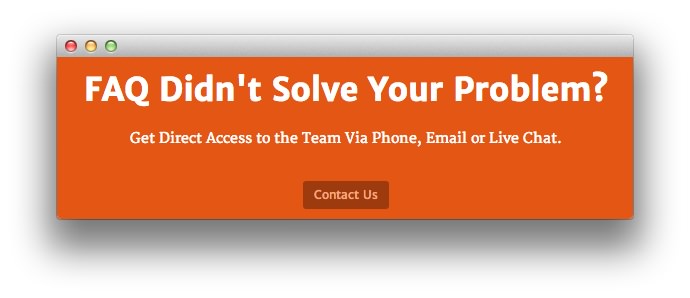 FAQ Didn't Solve Your Problem?
Get Direct Access to the Team Via Phone, Email or Live Chat.
Contact Us